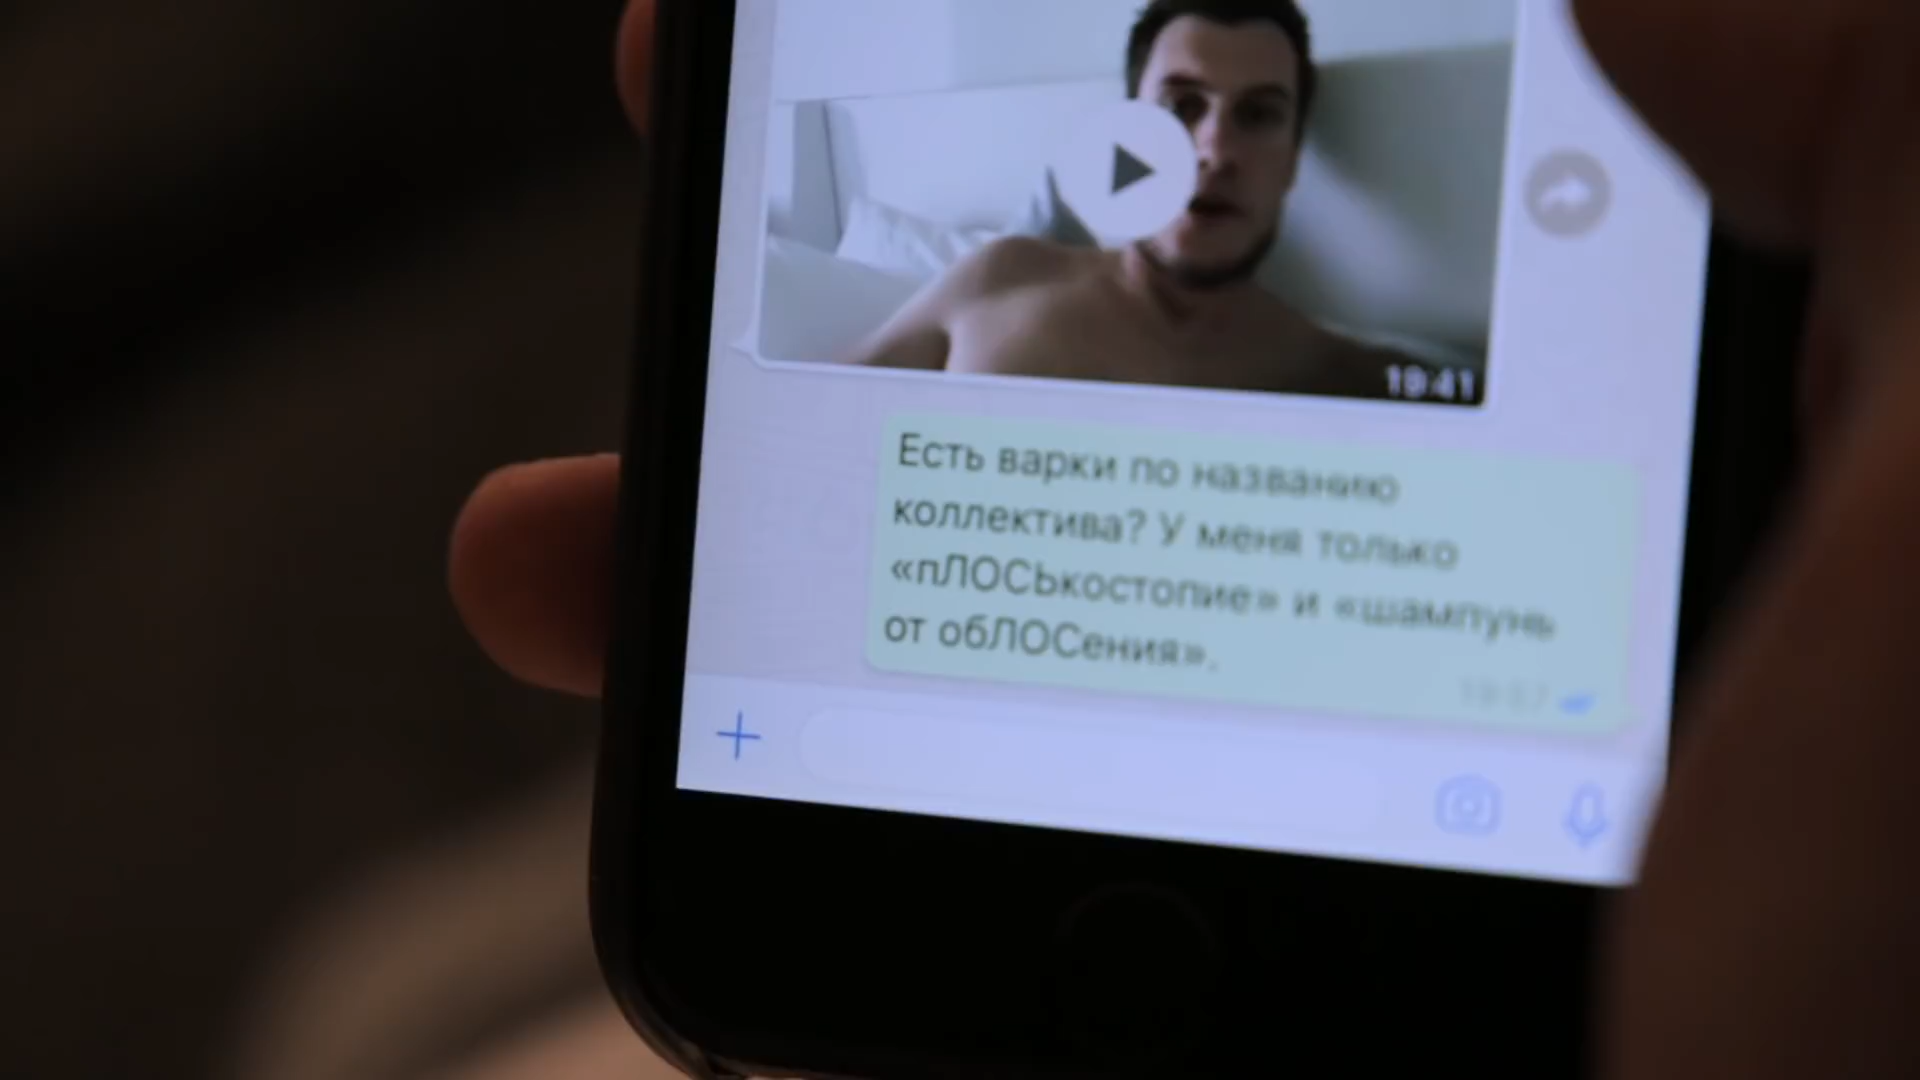 19:41
Есть варки по названию
коллектива? У меня только
«пЛОСЬкостопие» и «шампунь
от обЛОСения».